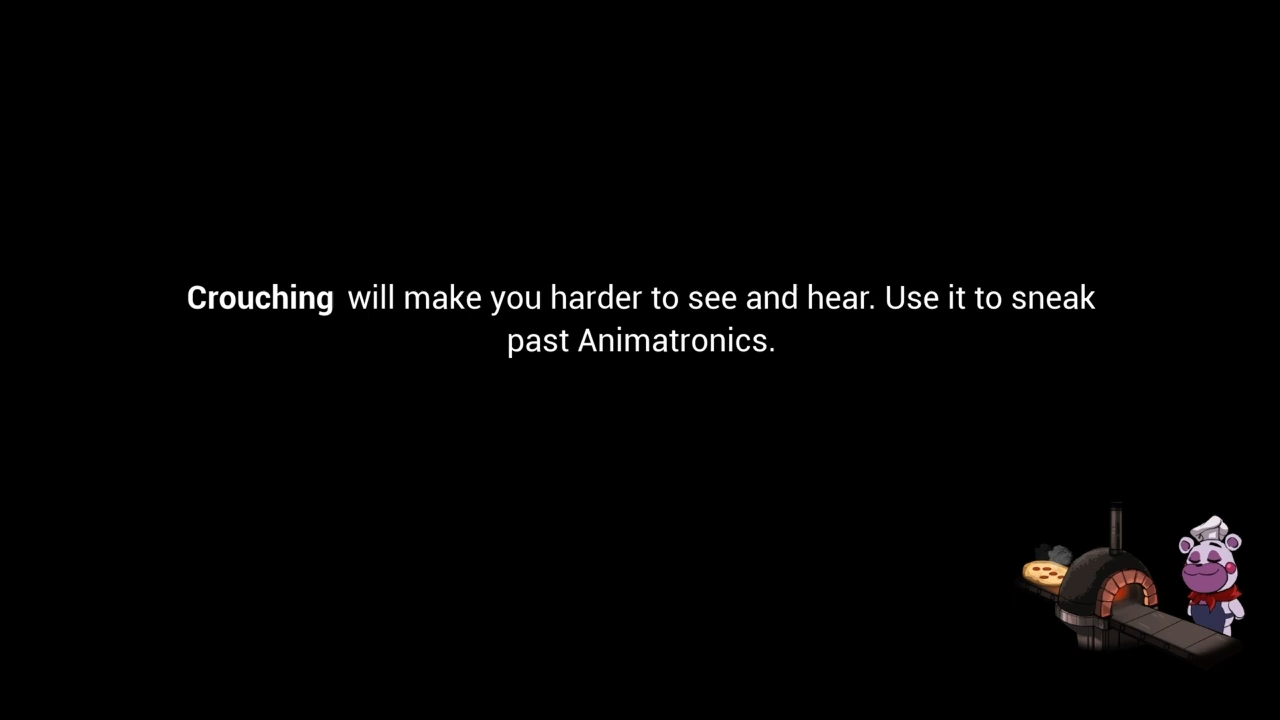 Crouching will make you harder to see and hear. Use it to sneak
past Animatronics.